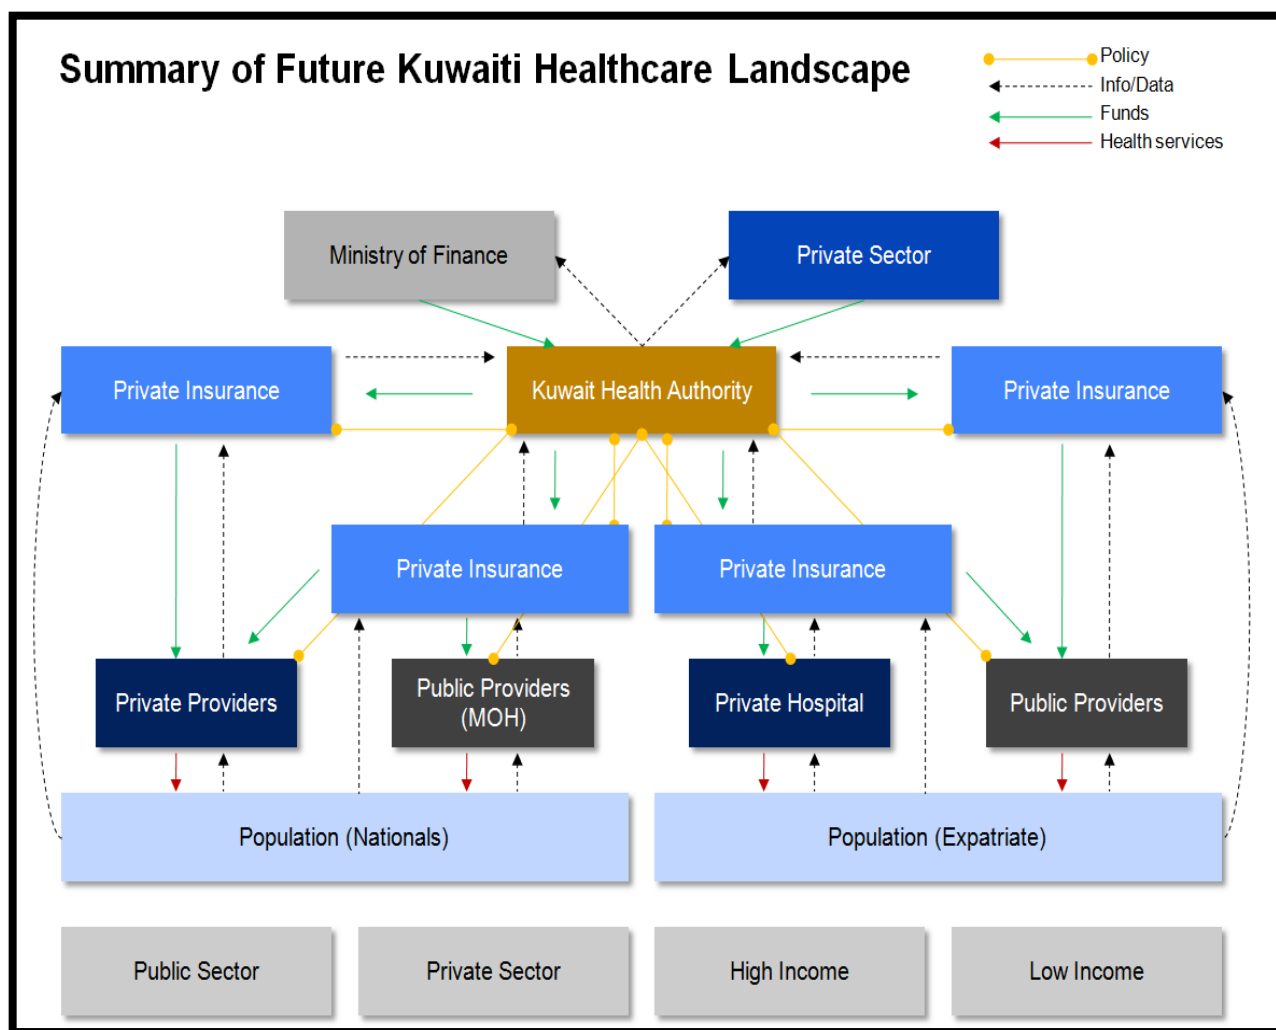 Summary of Future Kuwaiti Healthcare Landscape
Policy
Info/Data
Funds
Health services
Ministry of Finance
Private Sector
Private Insurance
Kuwait Health Authority
Private Insurance
Private Insurance
Private Insurance
Private Providers
Public Providers
(MOH)
Private Hospital
Public Providers
Population (Nationals)
Population (Expatriate)
Public Sector
Private Sector
High Income
Low Income